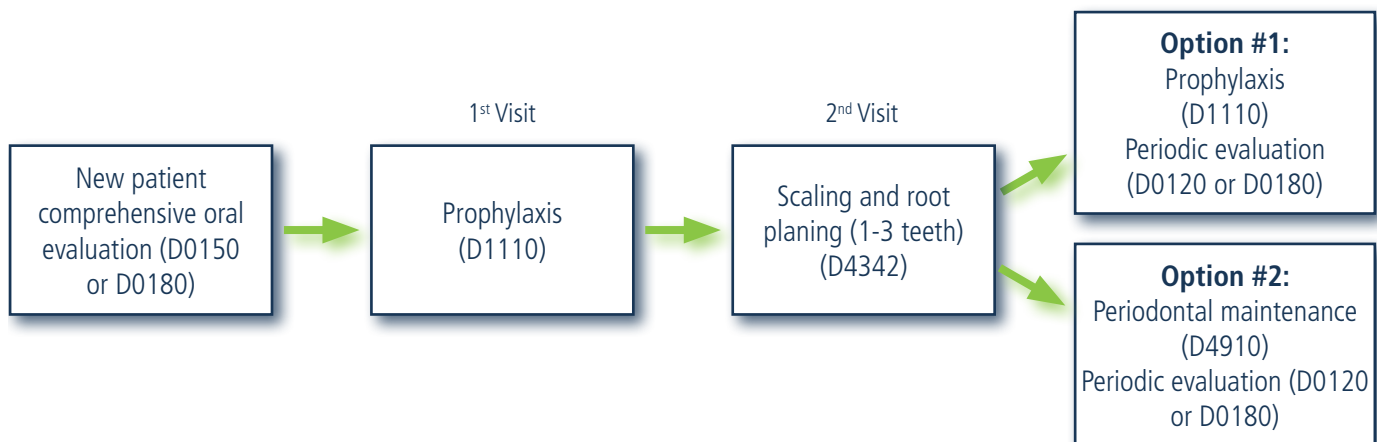 New patient
comprehensive oral
evaluation (D0150
or D0180)
1st Visit
Prophylaxis
(D1110)
2nd Visit
Scaling and root
planing (1-3 teeth)
(D4342)
Option #1:
Prophylaxis
(D1110)
Periodic evaluation
(D0120 or D0180)
Option #2:
Periodontal maintenance
(D4910)
Periodic evaluation (D0120
or D0180)